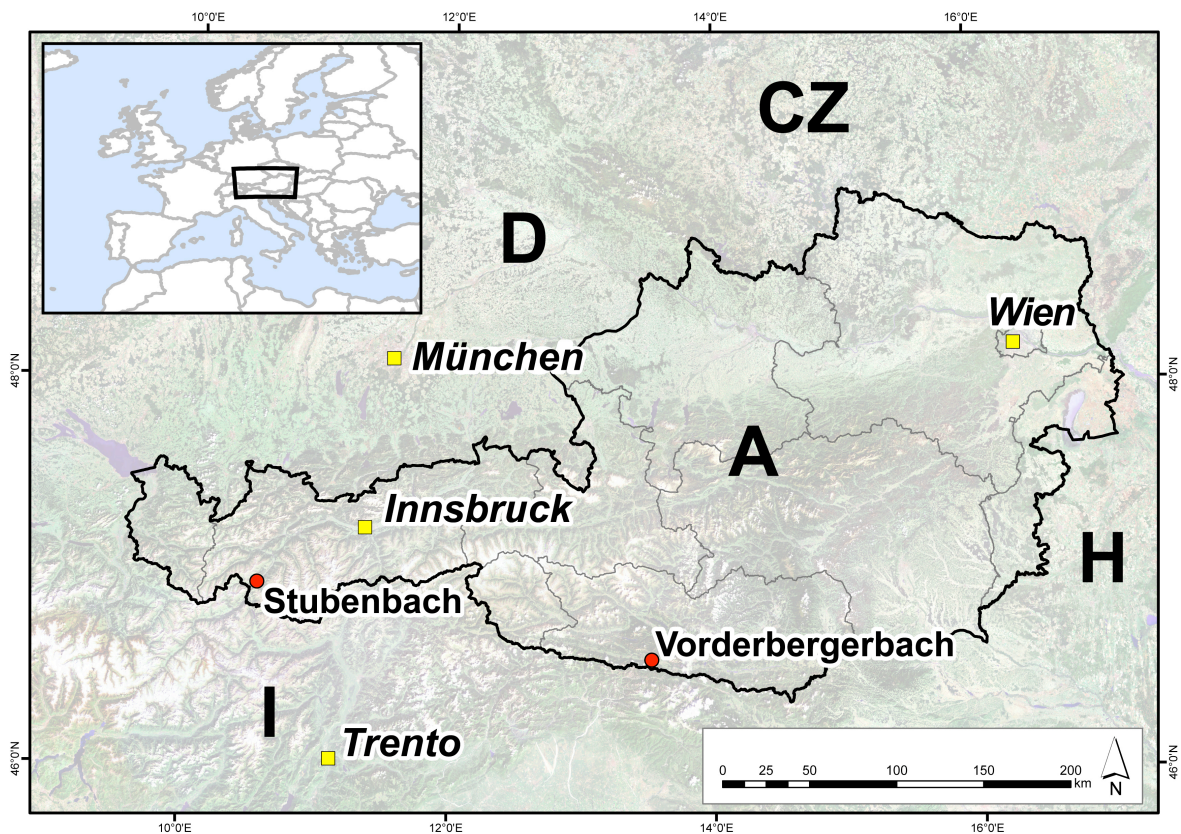 10°0'E 12°0'E 14°0'E 16°0'E
CZ
D
Wien
München
48°0'N
48°0'N
A
Innsbruck
H
Stubenbach
Vorderbergerbach
I
Trento
46°0'N
46°0'N
0 25 50 100 150 200
km
N
10°0'E 12°0'E 14°0'E 16°0'E